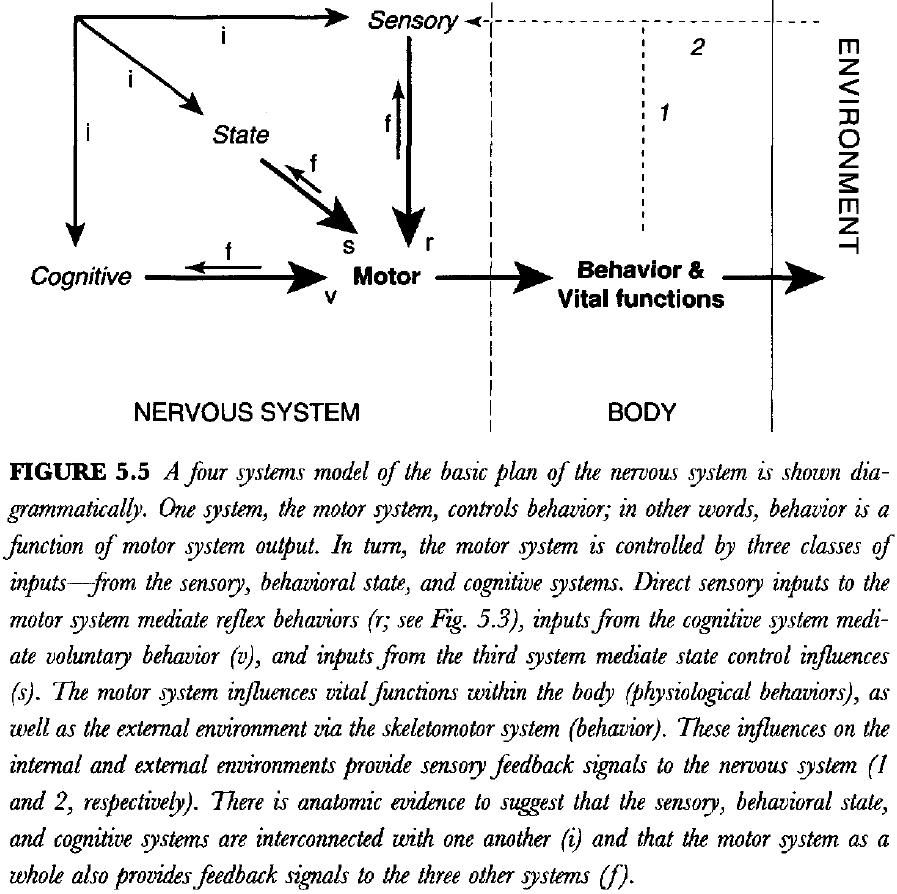 Sensory
i
2
i
f
1
i
State
f
ENVIRONMENT
s
r
f
Cognitive
Motor
v
Behavior &
Vital functions
NERVOUS SYSTEM
BODY
FIGURE 5.5 A four systems model of the basic plan of the nervous system is shown dia-
grammatically. One system, the motor system, controls behavior; in other words, behavior is a
function of motor system output. In turn, the motor system is controlled by three classes of
inputs—from the sensory, behavioral state, and cognitive systems. Direct sensory inputs to the
motor system mediate reflex behaviors (r; see Fig. 5.3), inputs from the cognitive system medi-
ate voluntary behavior (v), and inputs from the third system mediate state control influences
(s). The motor system influences vital functions within the body (physiological behaviors), as
well as the external environment via the skeletomotor system (behavior). These influences on the
internal and external environments provide sensory feedback signals to the nervous system (1
and 2, respectively). There is anatomic evidence to suggest that the sensory, behavioral state,
and cognitive systems are interconnected with one another (i) and that the motor system as a
whole also provides feedback signals to the three other systems (f).